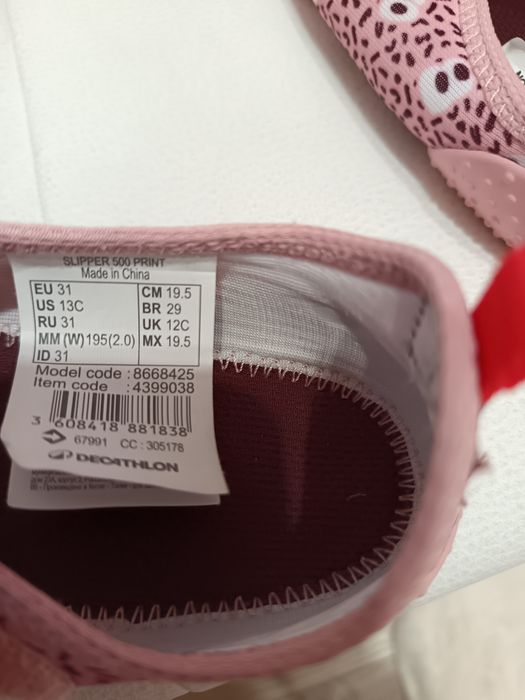 SLIPPER 500 PRINT
Made in China
EU 31 CM 19.5
US 13C BR 29
RU 31 UK 12C
MM (W)195(2.0) MX 19.5
ID 31
Model code :8668425
Item code :4399038
3 608418 881838
67991 CC : 305178
DECATHLON